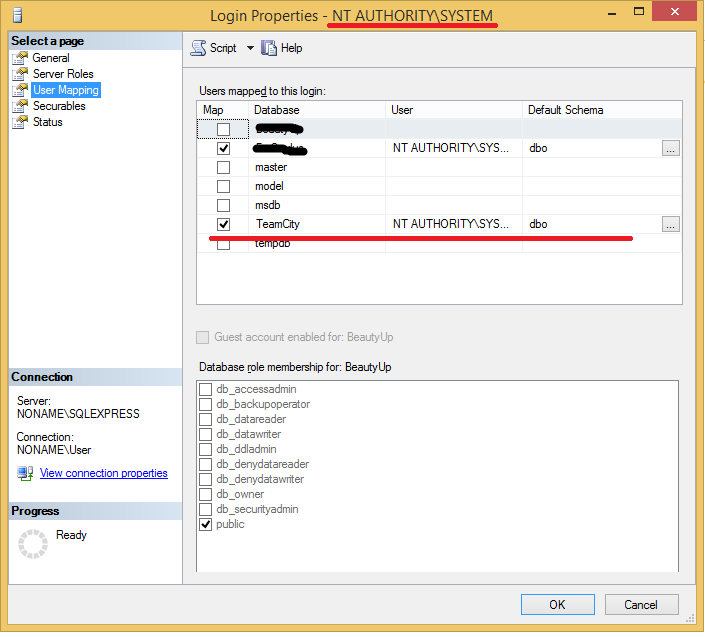 Login Properties - NT AUTHORITY\SYSTEM
Select a page
General
Server Roles
User Mapping
Securables
Status
Script Help
Users mapped to this login:
Map Database User Default Schema
NT AUTHORITY\SYS... dbo ...
master
model
msdb
TeamCity NT AUTHORITY\SYS... dbo ...
tempdb
Guest account enabled for: BeautyUp
Database role membership for: BeautyUp
db_accessadmin
db_backupoperator
db_datareader
db_datawriter
db_ddladmin
db_denydatareader
db_denydatawriter
db_owner
db_securityadmin
public
Connection
Server:
NONAME\SQLEXPRESS
Connection:
NONAME\User
View connection properties
Progress
Ready
OK Cancel